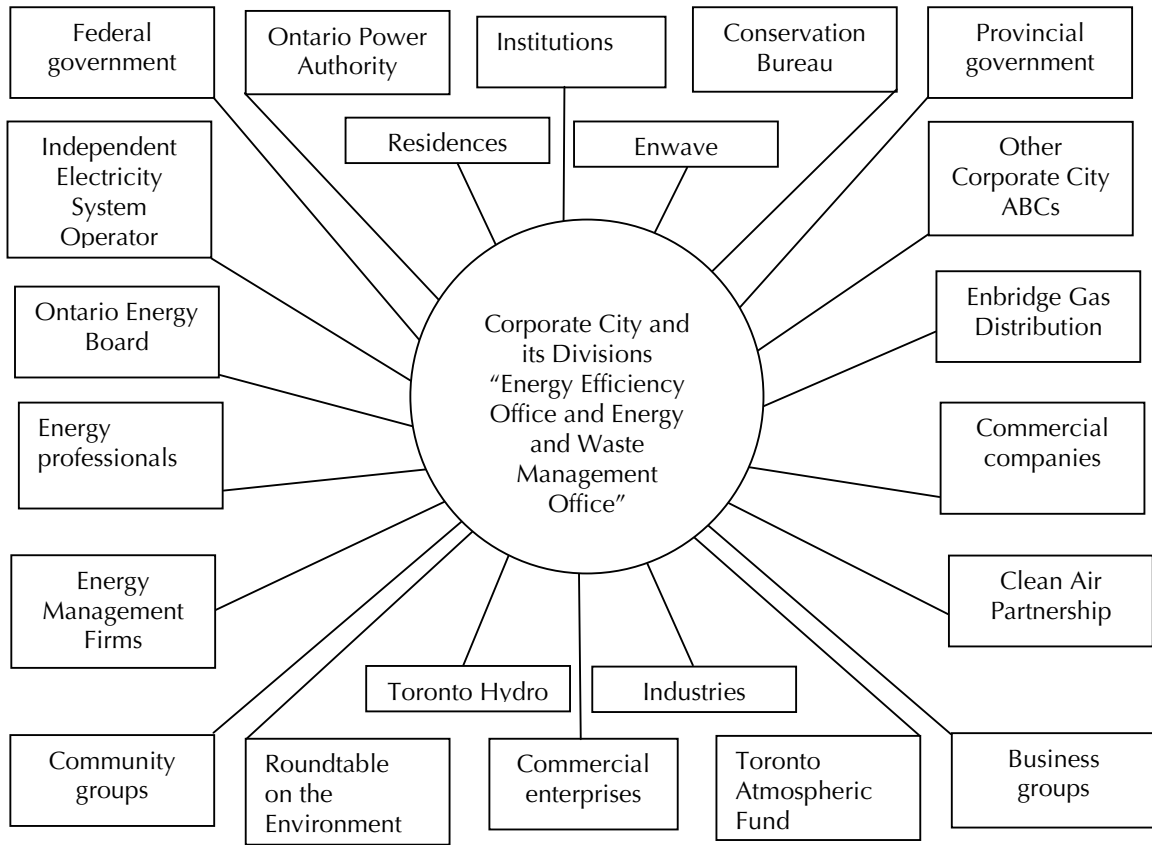 Federal
government
Ontario Power
Authority
Institutions
Conservation
Bureau
Provincial
government
Residences
Enwave
Independent
Electricity
System
Operator
Other
Corporate City
ABCs
Ontario Energy
Board
Corporate City and
its Divisions
“Energy Efficiency
Office and Energy
and Waste
Management
Office”
Enbridge Gas
Distribution
Energy
professionals
Commercial
companies
Energy
Management
Firms
Clean Air
Partnership
Toronto Hydro
Industries
Community
groups
Roundtable
on the
Environment
Commercial
enterprises
Toronto
Atmospheric
Fund
Business
groups